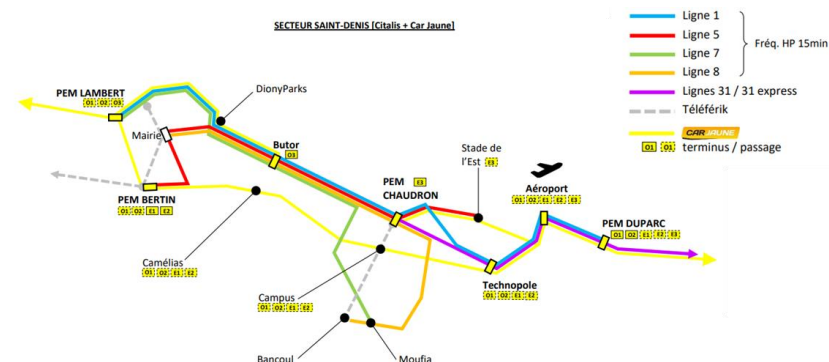 SECTEUR SAINT-DENIS [Citalis + Car Jaune]
Ligne 1
Ligne 5
Ligne 7
Ligne 8
Fréq. HP 15min
Lignes 31 / 31 express
Téléférik
CAR JAUNE
O1 O1 terminus / passage
PEM LAMBERT
O1 O2 O3
DionyParks
Mairie
Butor
O3
Stade de
l'Est E3
PEM E3
CHAUDRON
Aéroport
O1 O2 E1 E2 E3
PEM BERTIN
O1 O2 E1 E2
PEM DUPARC
O1 O2 E1 E2 E3
Camélias
O1 O2 E1 E2
Technopole
O1 O2 E1 E2
Campus
O1 O2 E1 E2
Bancoul
Moufia